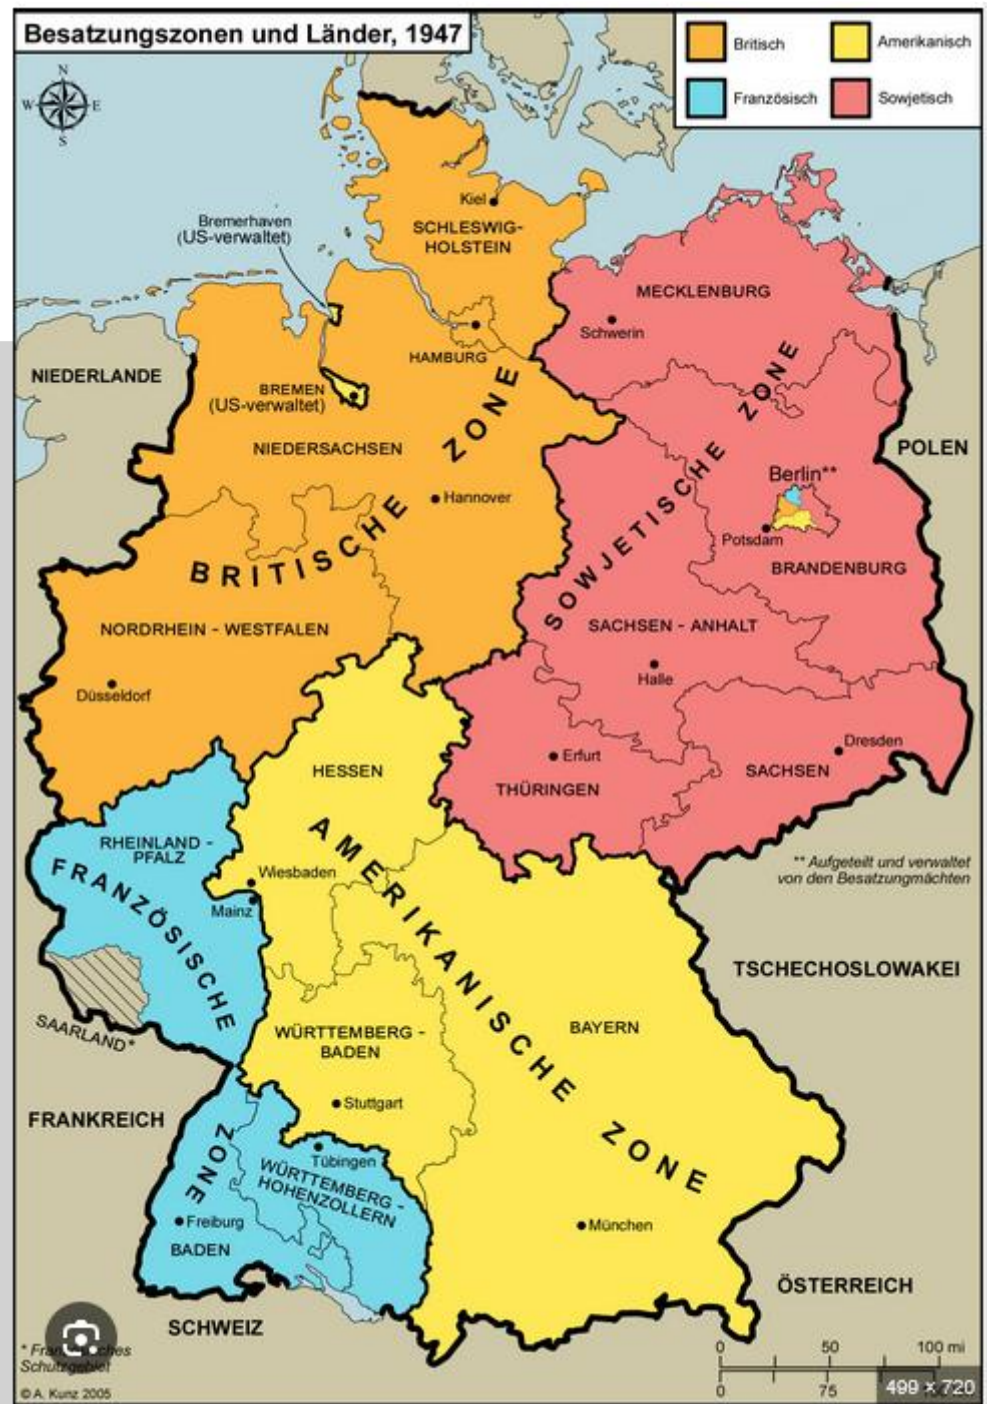 Besatzungszonen und Länder, 1947
Britisch
Amerikanisch
Französisch
Sowjetisch
N
W
E
S
Kiel
SCHLESWIG-
HOLSTEIN
Bremerhaven
(US-verwaltet)
MECKLENBURG
Schwerin
HAMBURG
NIEDERLANDE
BREMEN
(US-verwaltet)
NIEDERSACHSEN
POLEN
Berlin**
Hannover
Potsdam
BRITISCHE ZONE
SOWJETISCHE ZONE
BRANDENBURG
NORDRHEIN - WESTFALEN
SACHSEN - ANHALT
Halle
Düsseldorf
Dresden
Erfurt
HESSEN
SACHSEN
THÜRINGEN
RHEINLAND -
PFALZ
** Aufgeteilt und verwaltet
von den Besatzungmächten
Wiesbaden
Mainz
FRANZÖSISCHE
ZONE
AMERIKANISCHE ZONE
TSCHECHOSLOWAKEI
SAARLAND*
WÜRTTEMBERG -
BADEN
BAYERN
Stuttgart
FRANKREICH
Tübingen
WÜRTTEMBERG -
HOHENZOLLERN
Freiburg
BADEN
München
ÖSTERREICH
SCHWEIZ
Schutzgebiet
© A. Kunz 2005
0 50 100 mi
0 75
499 × 720